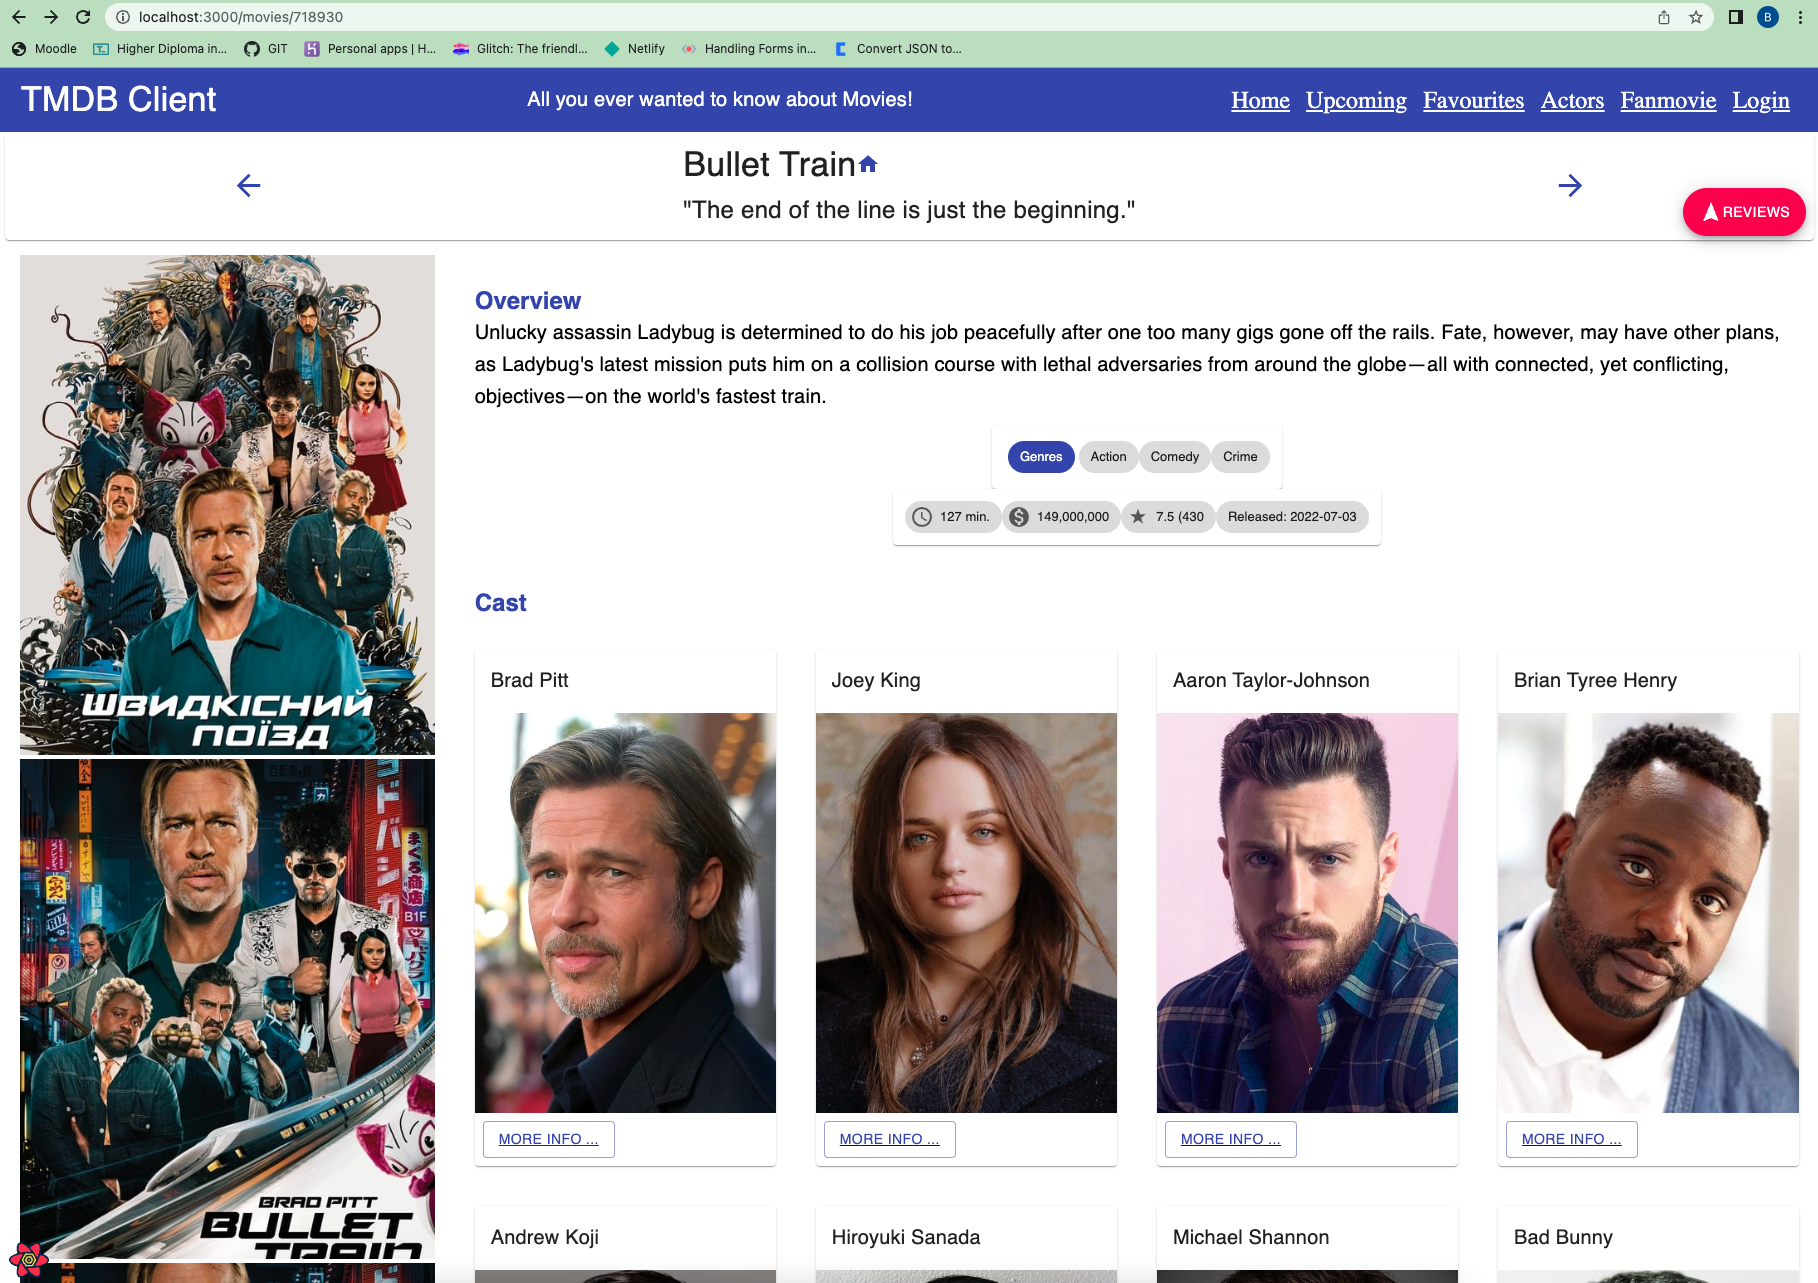 localhost:3000/movies/718930
B
Moodle
Higher Diploma in...
GIT
Personal apps | H...
Glitch: The friendl...
Netlify
Handling Forms in...
Convert JSON to...
TMDB Client
All you ever wanted to know about Movies!
Home Upcoming Favourites Actors Fanmovie Login
Bullet Train
"The end of the line is just the beginning."
REVIEWS
ШВИДКІСНИЙ
ПОЇЗД
B1F
BRAD PITT
BULLET
TRAIN
Overview
Unlucky assassin Ladybug is determined to do his job peacefully after one too many gigs gone off the rails. Fate, however, may have other plans,
as Ladybug's latest mission puts him on a collision course with lethal adversaries from around the globe—all with connected, yet conflicting,
objectives—on the world's fastest train.
Genres Action Comedy Crime
127 min. 149,000,000 7.5 (430 Released: 2022-07-03
Cast
Brad Pitt
Joey King
Aaron Taylor-Johnson
Brian Tyree Henry
MORE INFO ...
MORE INFO ...
MORE INFO ...
MORE INFO ...
Andrew Koji
Hiroyuki Sanada
Michael Shannon
Bad Bunny